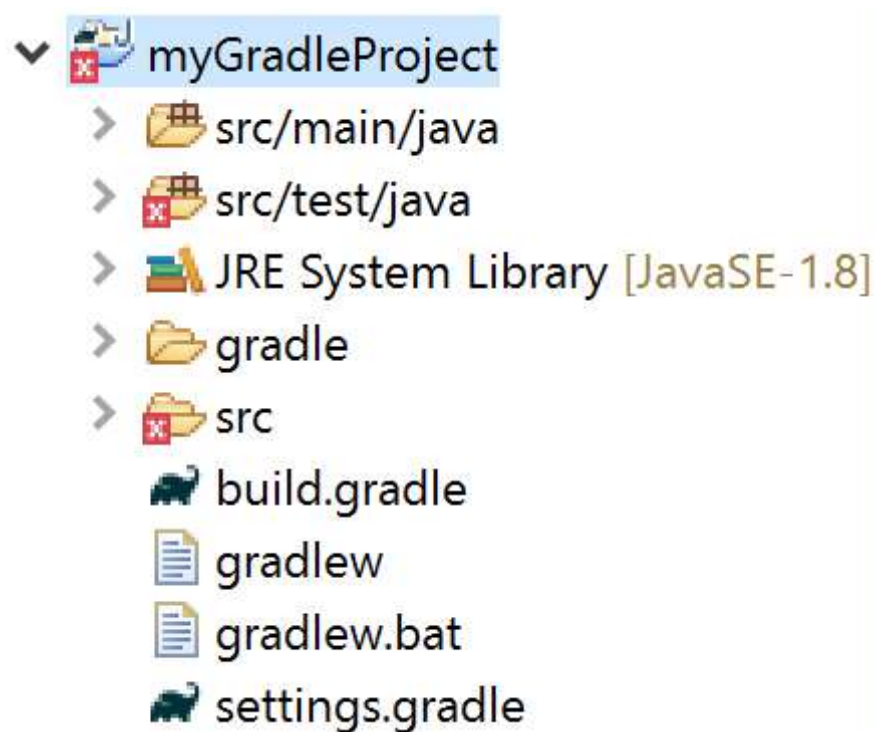 myGradleProject
src/main/java
src/test/java
JRE System Library [JavaSE-1.8]
gradle
src
build.gradle
gradlew
gradlew.bat
settings.gradle